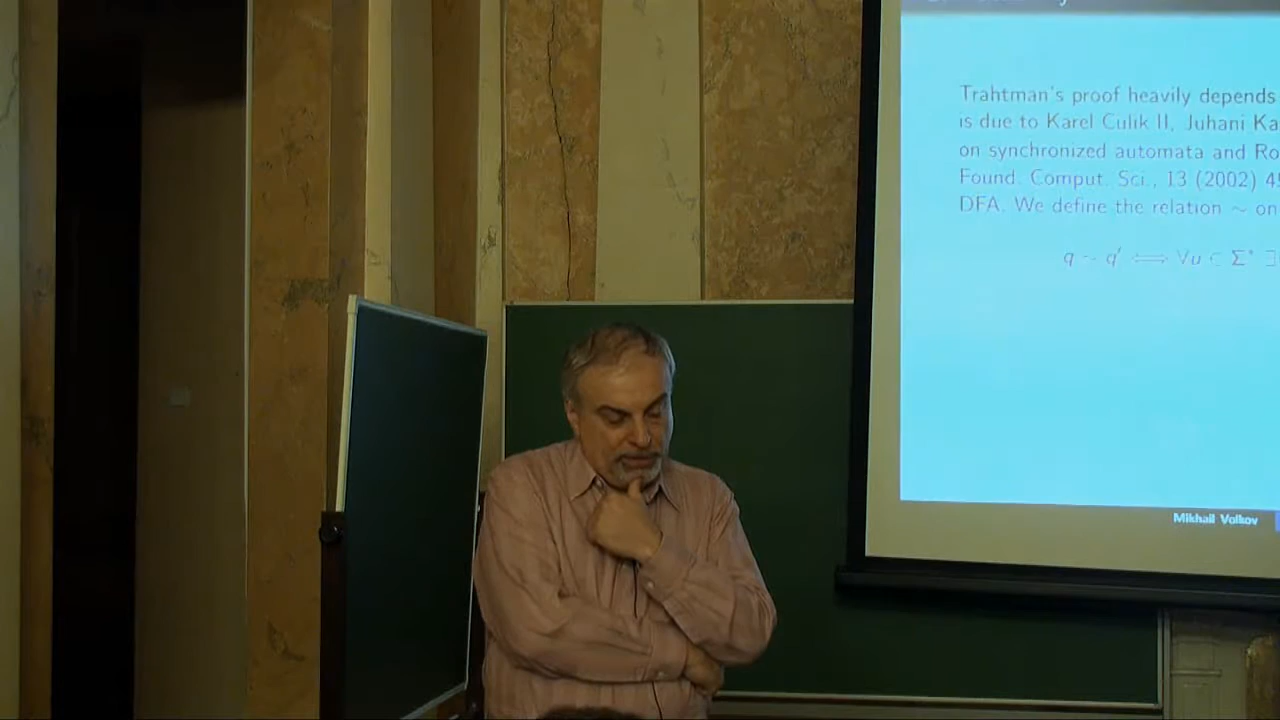 Trahtman's proof heavily depends
is due to Karel Culik II, Juhani Ka
on synchronized automata and Ro
Found. Comput. Sci., 13 (2002) 4
DFA. We define the relation ~ on
q ~ q′ ⟺ ∀u ∈ Σ* ∃
Mikhail Volkov